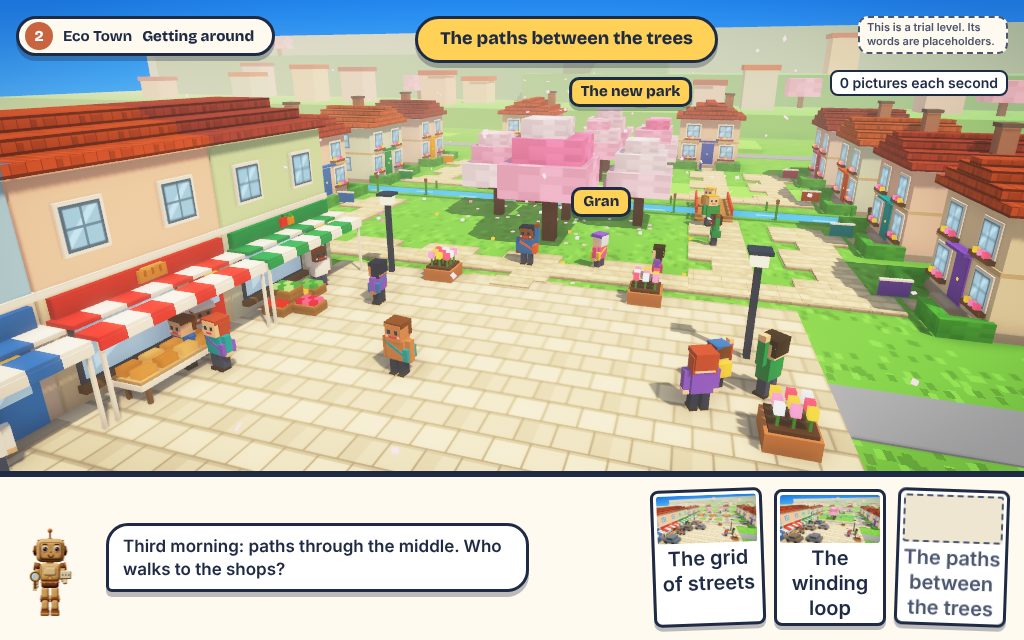 2 Eco Town Getting around
The paths between the trees
This is a trial level. Its
words are placeholders.
0 pictures each second
The new park
Gran
Third morning: paths through the middle. Who
walks to the shops?
The grid
of streets
The
winding
loop
The paths
between
the trees